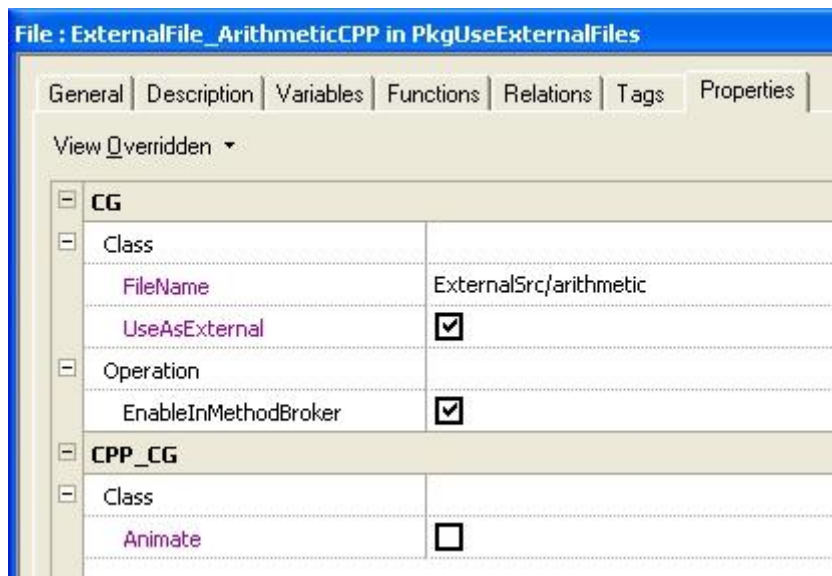 File : ExternalFile_ArithmeticCPP in PkgUseExternalFiles
General Description Variables Functions Relations Tags Properties
View Overridden
CG
Class
FileName ExternalSrc/arithmetic
UseAsExternal
Operation
EnableInMethodBroker
CPP_CG
Class
Animate